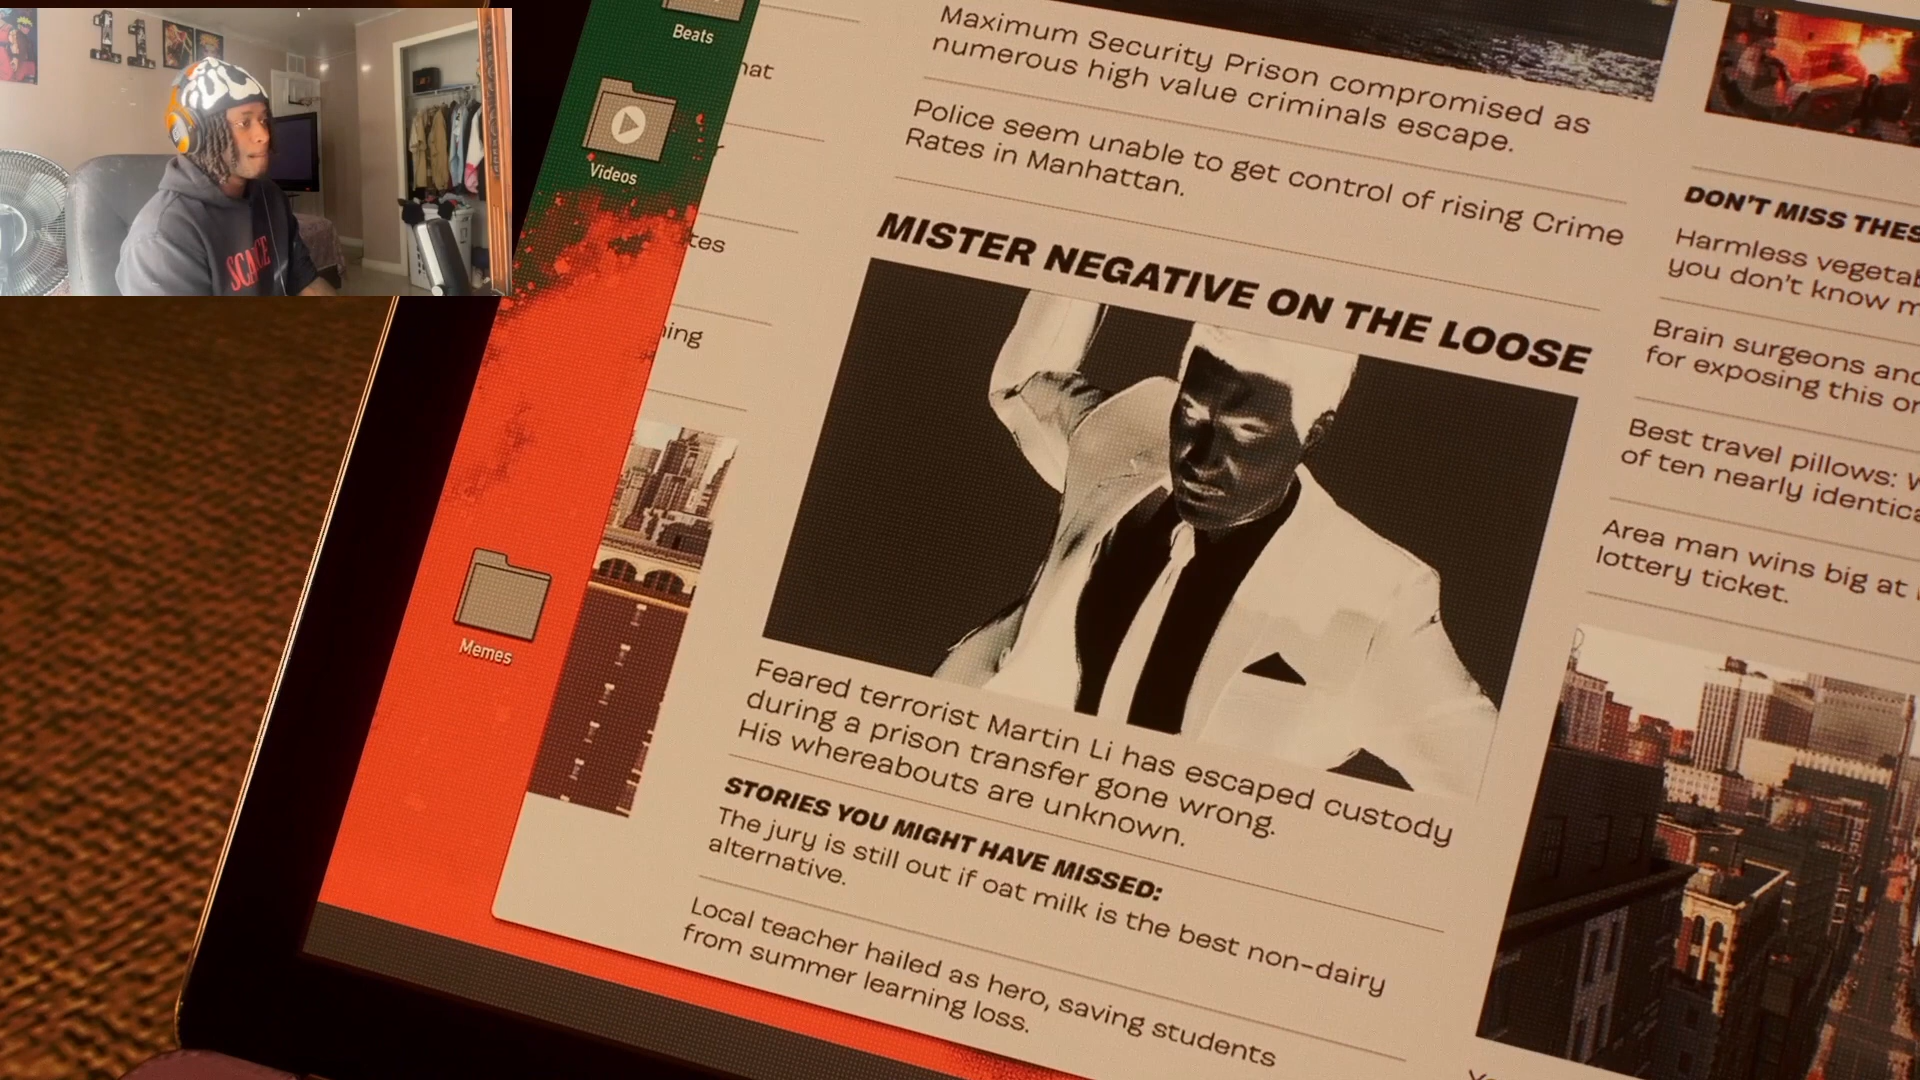 11
SCARCE
Beats
Videos
Memes
Maximum Security Prison compromised as
numerous high value criminals escape.
Police seem unable to get control of rising Crime
Rates in Manhattan.
MISTER NEGATIVE ON THE LOOSE
Feared terrorist Martin Li has escaped custody
during a prison transfer gone wrong.
His whereabouts are unknown.
STORIES YOU MIGHT HAVE MISSED:
The jury is still out if oat milk is the best non-dairy
alternative.
Local teacher hailed as hero, saving students
from summer learning loss.
DON'T MISS THES
Harmless vegetab
you don't know m
Brain surgeons and
for exposing this or
Best travel pillows: W
of ten nearly identica
Area man wins big at
lottery ticket.